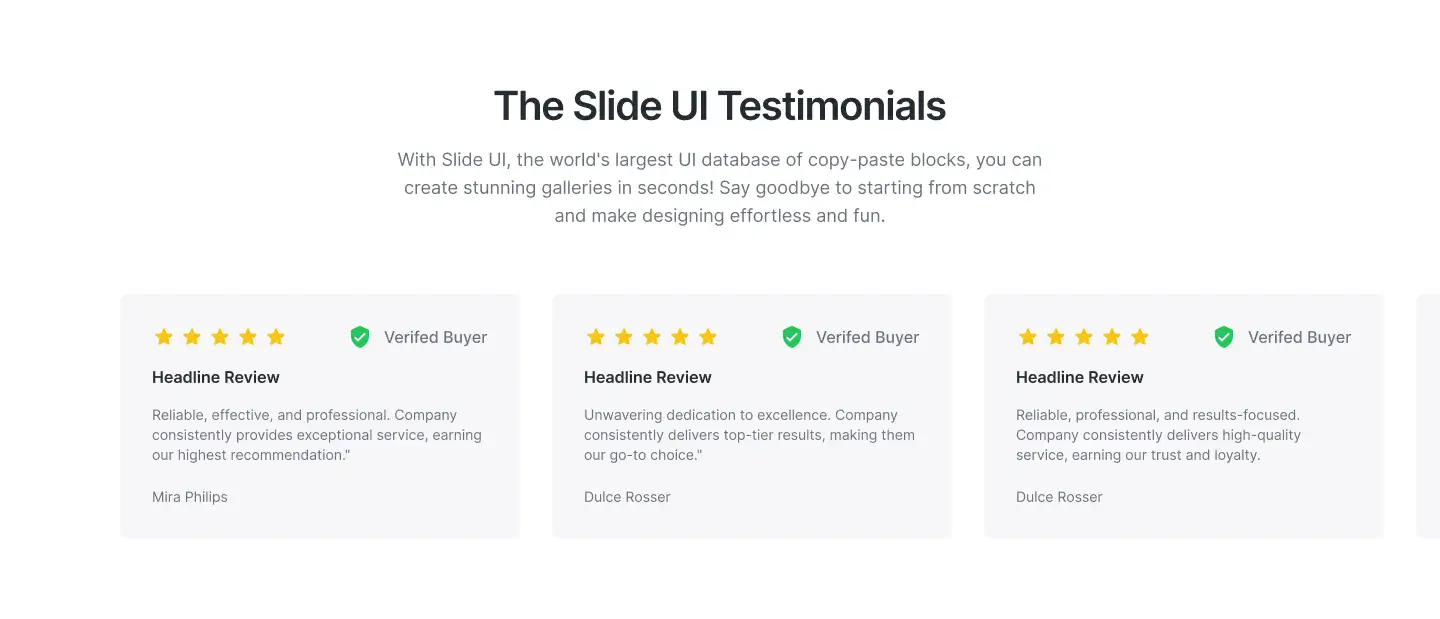 The Slide UI Testimonials
With Slide UI, the world's largest UI database of copy-paste blocks, you can
create stunning galleries in seconds! Say goodbye to starting from scratch
and make designing effortless and fun.
Verifed Buyer
Headline Review
Reliable, effective, and professional. Company
consistently provides exceptional service, earning
our highest recommendation."
Mira Philips
Verifed Buyer
Headline Review
Unwavering dedication to excellence. Company
consistently delivers top-tier results, making them
our go-to choice."
Dulce Rosser
Verifed Buyer
Headline Review
Reliable, professional, and results-focused.
Company consistently delivers high-quality
service, earning our trust and loyalty.
Dulce Rosser